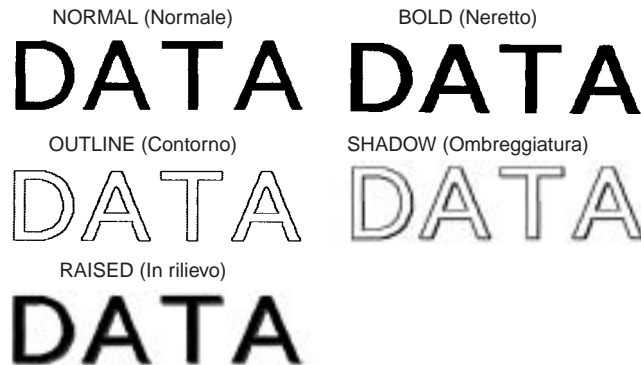 NORMAL (Normale) BOLD (Neretto)
DATA DATA
OUTLINE (Contorno) SHADOW (Ombreggiatura)
DATA DATA
RAISED (In rilievo)
DATA